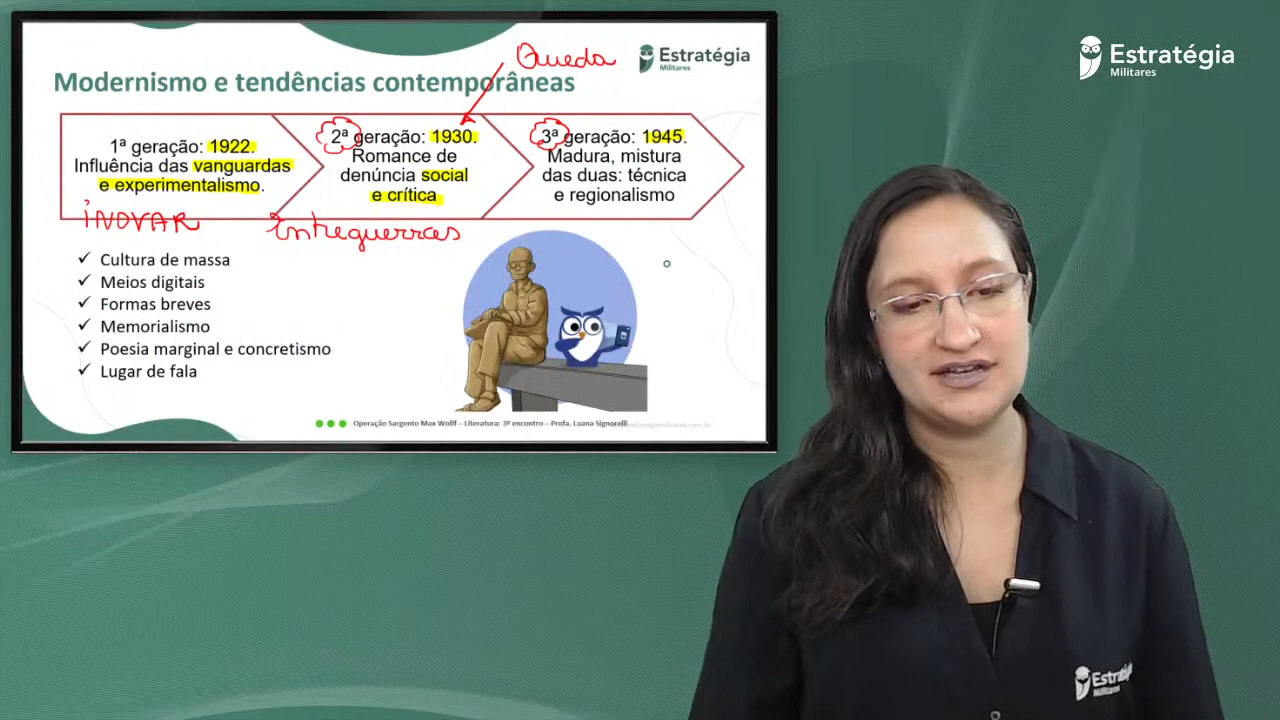 Queda
Estratégia
Militares
Modernismo e tendências contemporâneas
1ª geração: 1922.
Influência das vanguardas
e experimentalismo.
2ª geração: 1930.
Romance de
denúncia social
e crítica
3ª geração: 1945.
Madura, mistura
das duas: técnica
e regionalismo
iNOVAR
Entreguerras
✓ Cultura de massa
✓ Meios digitais
✓ Formas breves
✓ Memorialismo
✓ Poesia marginal e concretismo
✓ Lugar de fala
Operação Sargento Max Wolff – Literatura: 3º encontro – Profa. Luana Signorelli
Estratégia
Militares
Estratégia
Militares